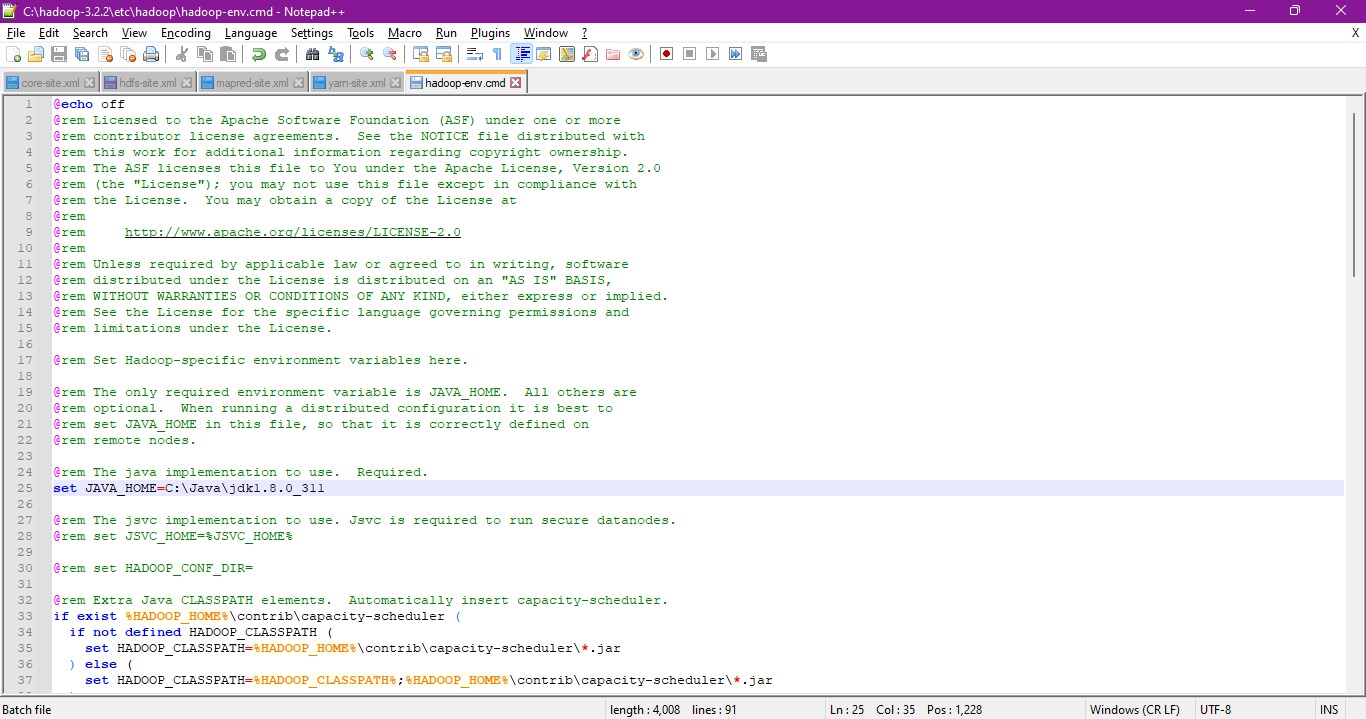 C:\hadoop-3.2.2\etc\hadoop\hadoop-env.cmd - Notepad++
File Edit Search View Encoding Language Settings Tools Macro Run Plugins Window ? X
core-site.xml hdfs-site.xml mapred-site.xml yarn-site.xml hadoop-env.cmd
1 @echo off
2 @rem Licensed to the Apache Software Foundation (ASF) under one or more
3 @rem contributor license agreements.  See the NOTICE file distributed with
4 @rem this work for additional information regarding copyright ownership.
5 @rem The ASF licenses this file to You under the Apache License, Version 2.0
6 @rem (the "License"); you may not use this file except in compliance with
7 @rem the License.  You may obtain a copy of the License at
8 @rem
9 @rem     http://www.apache.org/licenses/LICENSE-2.0
10 @rem
11 @rem Unless required by applicable law or agreed to in writing, software
12 @rem distributed under the License is distributed on an "AS IS" BASIS,
13 @rem WITHOUT WARRANTIES OR CONDITIONS OF ANY KIND, either express or implied.
14 @rem See the License for the specific language governing permissions and
15 @rem limitations under the License.
16
17 @rem Set Hadoop-specific environment variables here.
18
19 @rem The only required environment variable is JAVA_HOME.  All others are
20 @rem optional.  When running a distributed configuration it is best to
21 @rem set JAVA_HOME in this file, so that it is correctly defined on
22 @rem remote nodes.
23
24 @rem The java implementation to use.  Required.
25 set JAVA_HOME=C:\Java\jdk1.8.0_311
26
27 @rem The jsvc implementation to use. Jsvc is required to run secure datanodes.
28 @rem set JSVC_HOME=%JSVC_HOME%
29
30 @rem set HADOOP_CONF_DIR=
31
32 @rem Extra Java CLASSPATH elements.  Automatically insert capacity-scheduler.
33 if exist %HADOOP_HOME%\contrib\capacity-scheduler (
34   if not defined HADOOP_CLASSPATH (
35     set HADOOP_CLASSPATH=%HADOOP_HOME%\contrib\capacity-scheduler\*.jar
36   ) else (
37     set HADOOP_CLASSPATH=%HADOOP_CLASSPATH%;%HADOOP_HOME%\contrib\capacity-scheduler\*.jar
Batch file length : 4,008 lines : 91 Ln : 25 Col : 35 Pos : 1,228 Windows (CR LF) UTF-8 INS